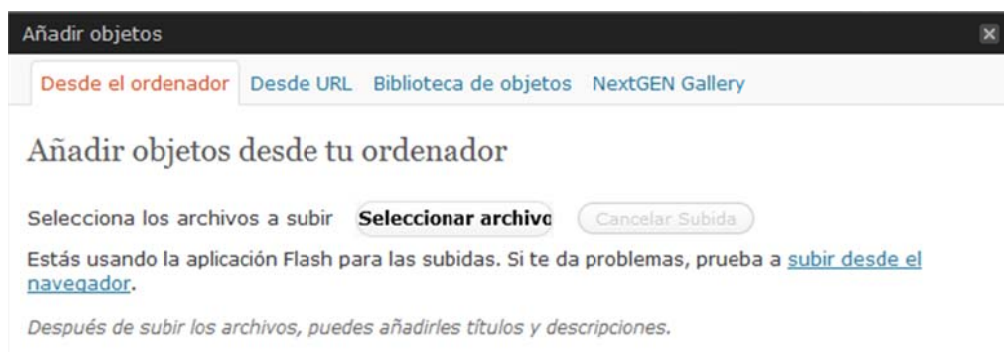 Añadir objetos
Desde el ordenador Desde URL Biblioteca de objetos NextGEN Gallery
Añadir objetos desde tu ordenador
Selecciona los archivos a subir Seleccionar archivo Cancelar Subida
Estás usando la aplicación Flash para las subidas. Si te da problemas, prueba a subir desde el
navegador.
Después de subir los archivos, puedes añadirles títulos y descripciones.